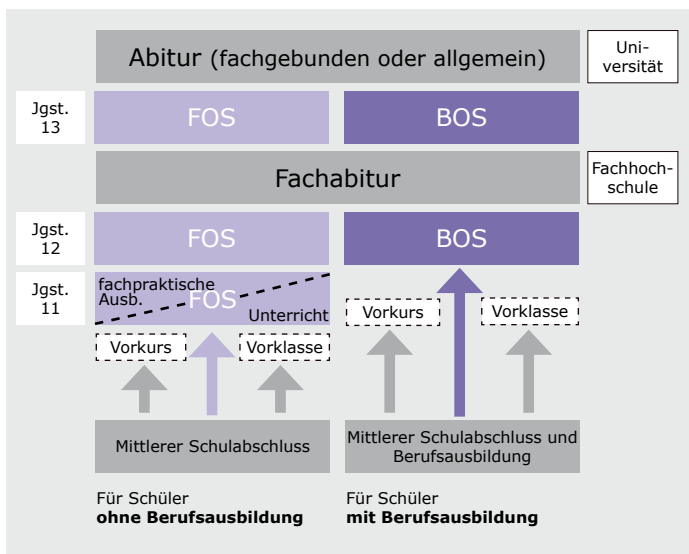 Abitur (fachgebunden oder allgemein)
Uni-
versität
Jgst.
13
FOS
BOS
Fachabitur
Fachhoch-
schule
Jgst.
12
FOS
BOS
Jgst.
11
fachpraktische
Ausb.
FOS
Unterricht
Vorkurs
Vorklasse
Vorkurs
Vorklasse
Mittlerer Schulabschluss
Mittlerer Schulabschluss und
Berufsausbildung
Für Schüler
ohne Berufsausbildung
Für Schüler
mit Berufsausbildung